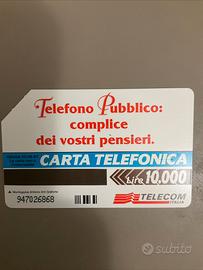 Telefono Pubblico:
complice
dei vostri pensieri.
CARTA TELEFONICA
Lire 10.000
947026868
TELECOM
ITALIA
subito